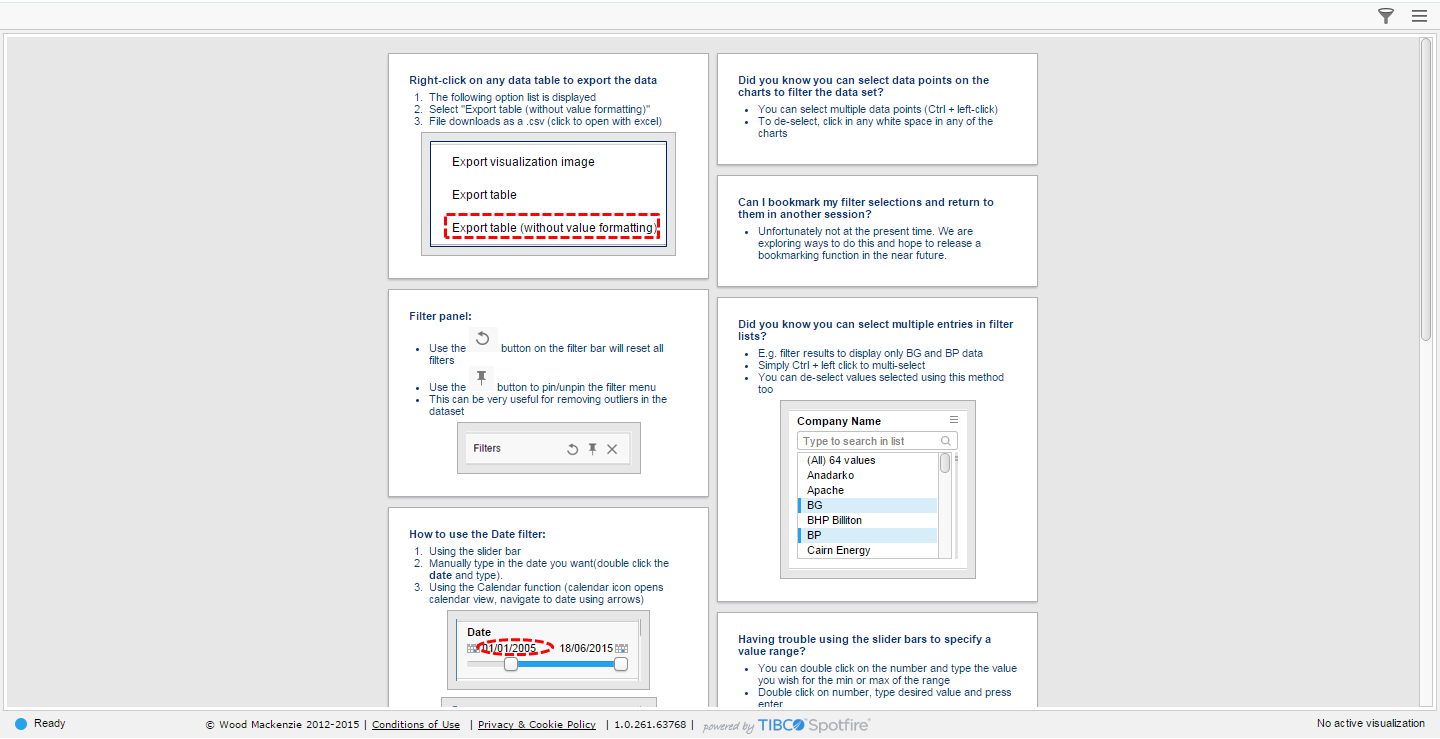 Right-click on any data table to export the data
1. The following option list is displayed
2. Select "Export table (without value formatting)"
3. File downloads as a .csv (click to open with excel)
Export visualization image
Export table
Export table (without value formatting)
Filter panel:
• Use the button on the filter bar will reset all
filters
• Use the button to pin/unpin the filter menu
• This can be very useful for removing outliers in the
dataset
Filters
How to use the Date filter:
1. Using the slider bar
2. Manually type in the date you want(double click the
date and type).
3. Using the Calendar function (calendar icon opens
calendar view, navigate to date using arrows)
Date
01/01/2005 18/06/2015
Did you know you can select data points on the
charts to filter the data set?
• You can select multiple data points (Ctrl + left-click)
• To de-select, click in any white space in any of the
charts
Can I bookmark my filter selections and return to
them in another session?
• Unfortunately not at the present time. We are
exploring ways to do this and hope to release a
bookmarking function in the near future.
Did you know you can select multiple entries in filter
lists?
• E.g. filter results to display only BG and BP data
• Simply Ctrl + left click to multi-select
• You can de-select values selected using this method
too
Company Name
Type to search in list
(All) 64 values
Anadarko
Apache
BG
BHP Billiton
BP
Cairn Energy
Having trouble using the slider bars to specify a
value range?
• You can double click on the number and type the value
you wish for the min or max of the range
• Double click on number, type desired value and press
enter
Ready
© Wood Mackenzie 2012-2015 | Conditions of Use | Privacy & Cookie Policy | 1.0.261.63768 | powered by TIBCO Spotfire®
No active visualization